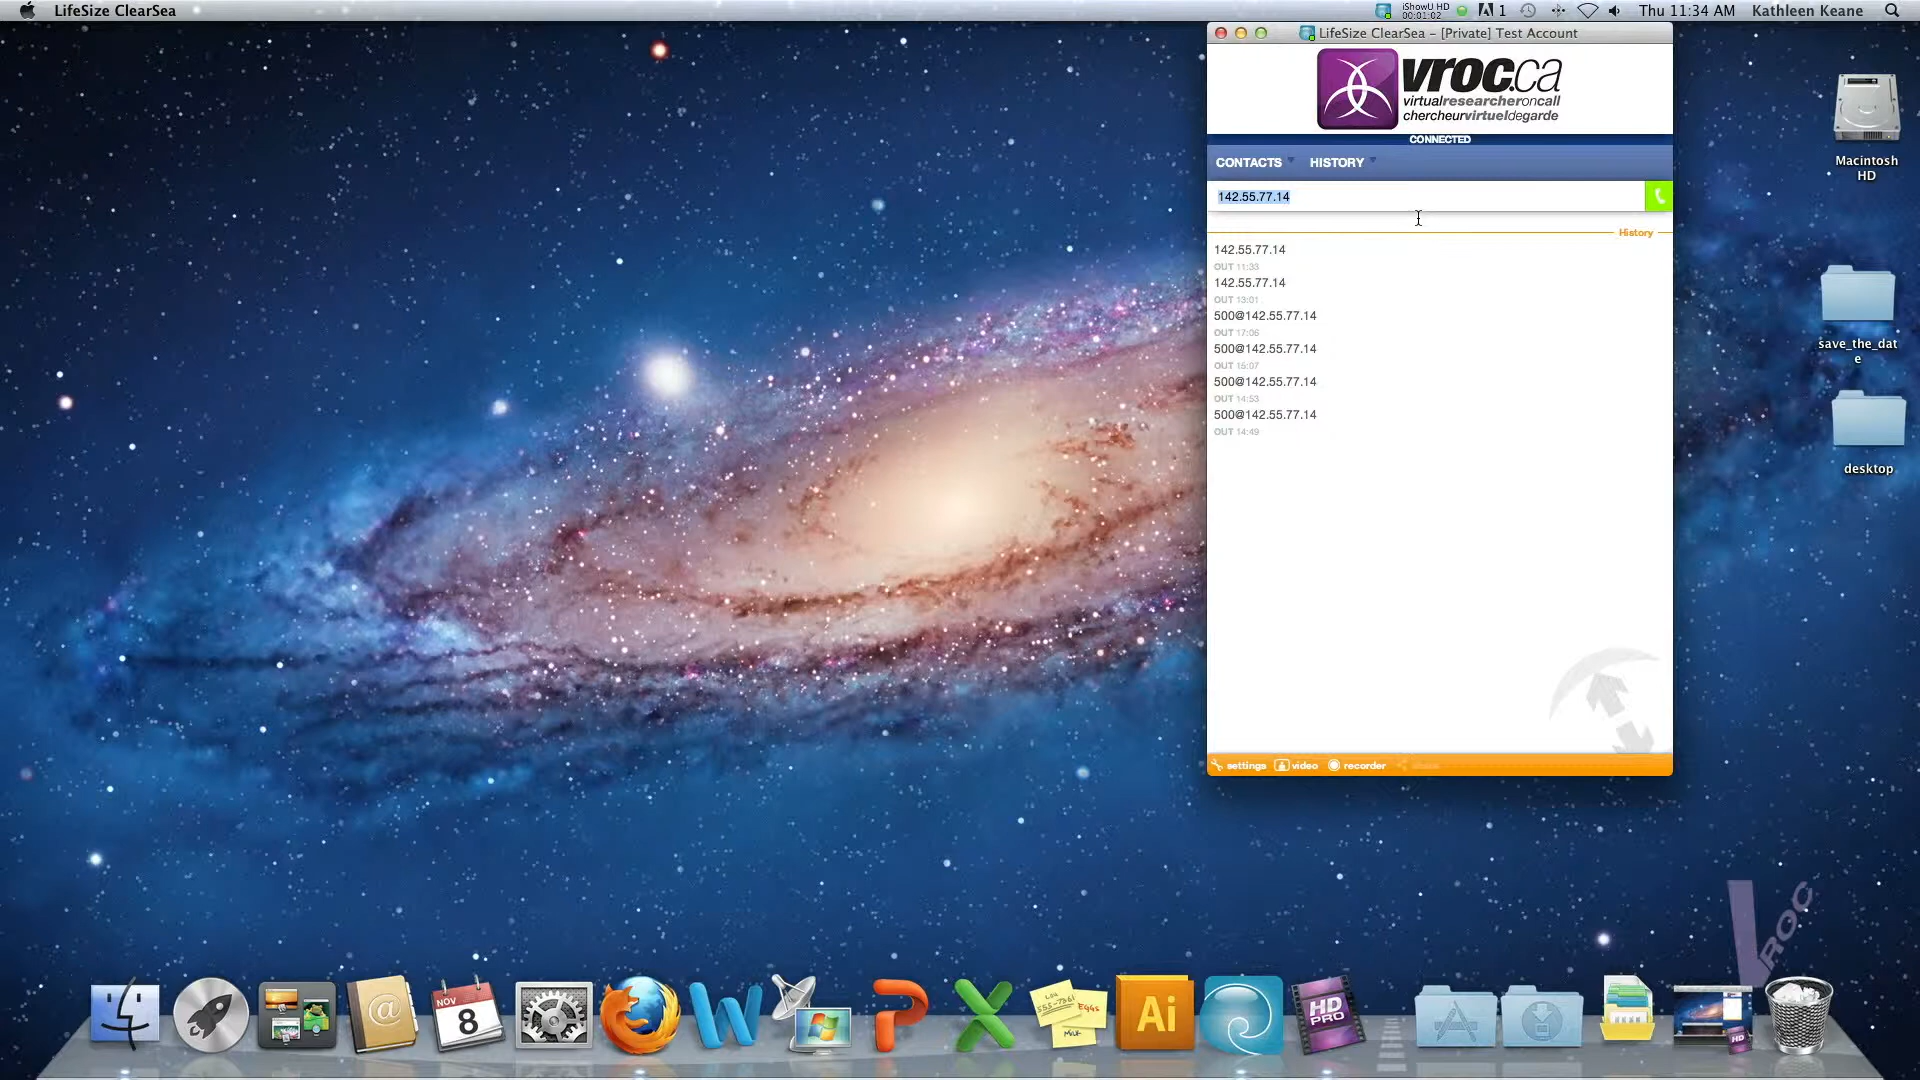 LifeSize ClearSea
iShowU HD
00:01:02
1
Thu 11:34 AM
Kathleen Keane
LifeSize ClearSea – [Private] Test Account
vroc.ca
virtualresearcheroncall
chercheurvirtueldegarde
CONNECTED
CONTACTS
HISTORY
142.55.77.14
History
142.55.77.14
OUT 11:33
142.55.77.14
OUT 13:01
500@142.55.77.14
OUT 17:06
500@142.55.77.14
OUT 15:07
500@142.55.77.14
OUT 14:53
500@142.55.77.14
OUT 14:49
settings
video
recorder
Macintosh
HD
save_the_dat
e
desktop
VROC
NOV
8
EGGS
MILK
Ai
HD
PRO
HD